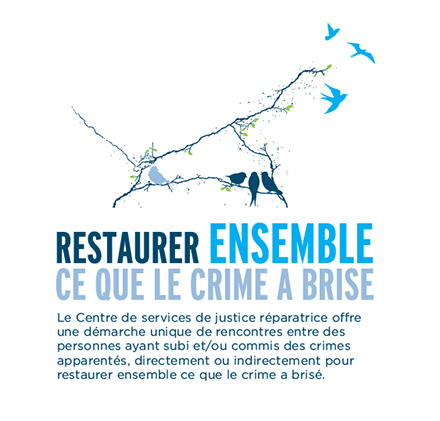 RESTAURER ENSEMBLE
CE QUE LE CRIME A BRISE
Le Centre de services de justice réparatrice offre
une démarche unique de rencontres entre des
personnes ayant subi et/ou commis des crimes
apparentés, directement ou indirectement pour
restaurer ensemble ce que le crime a brisé.